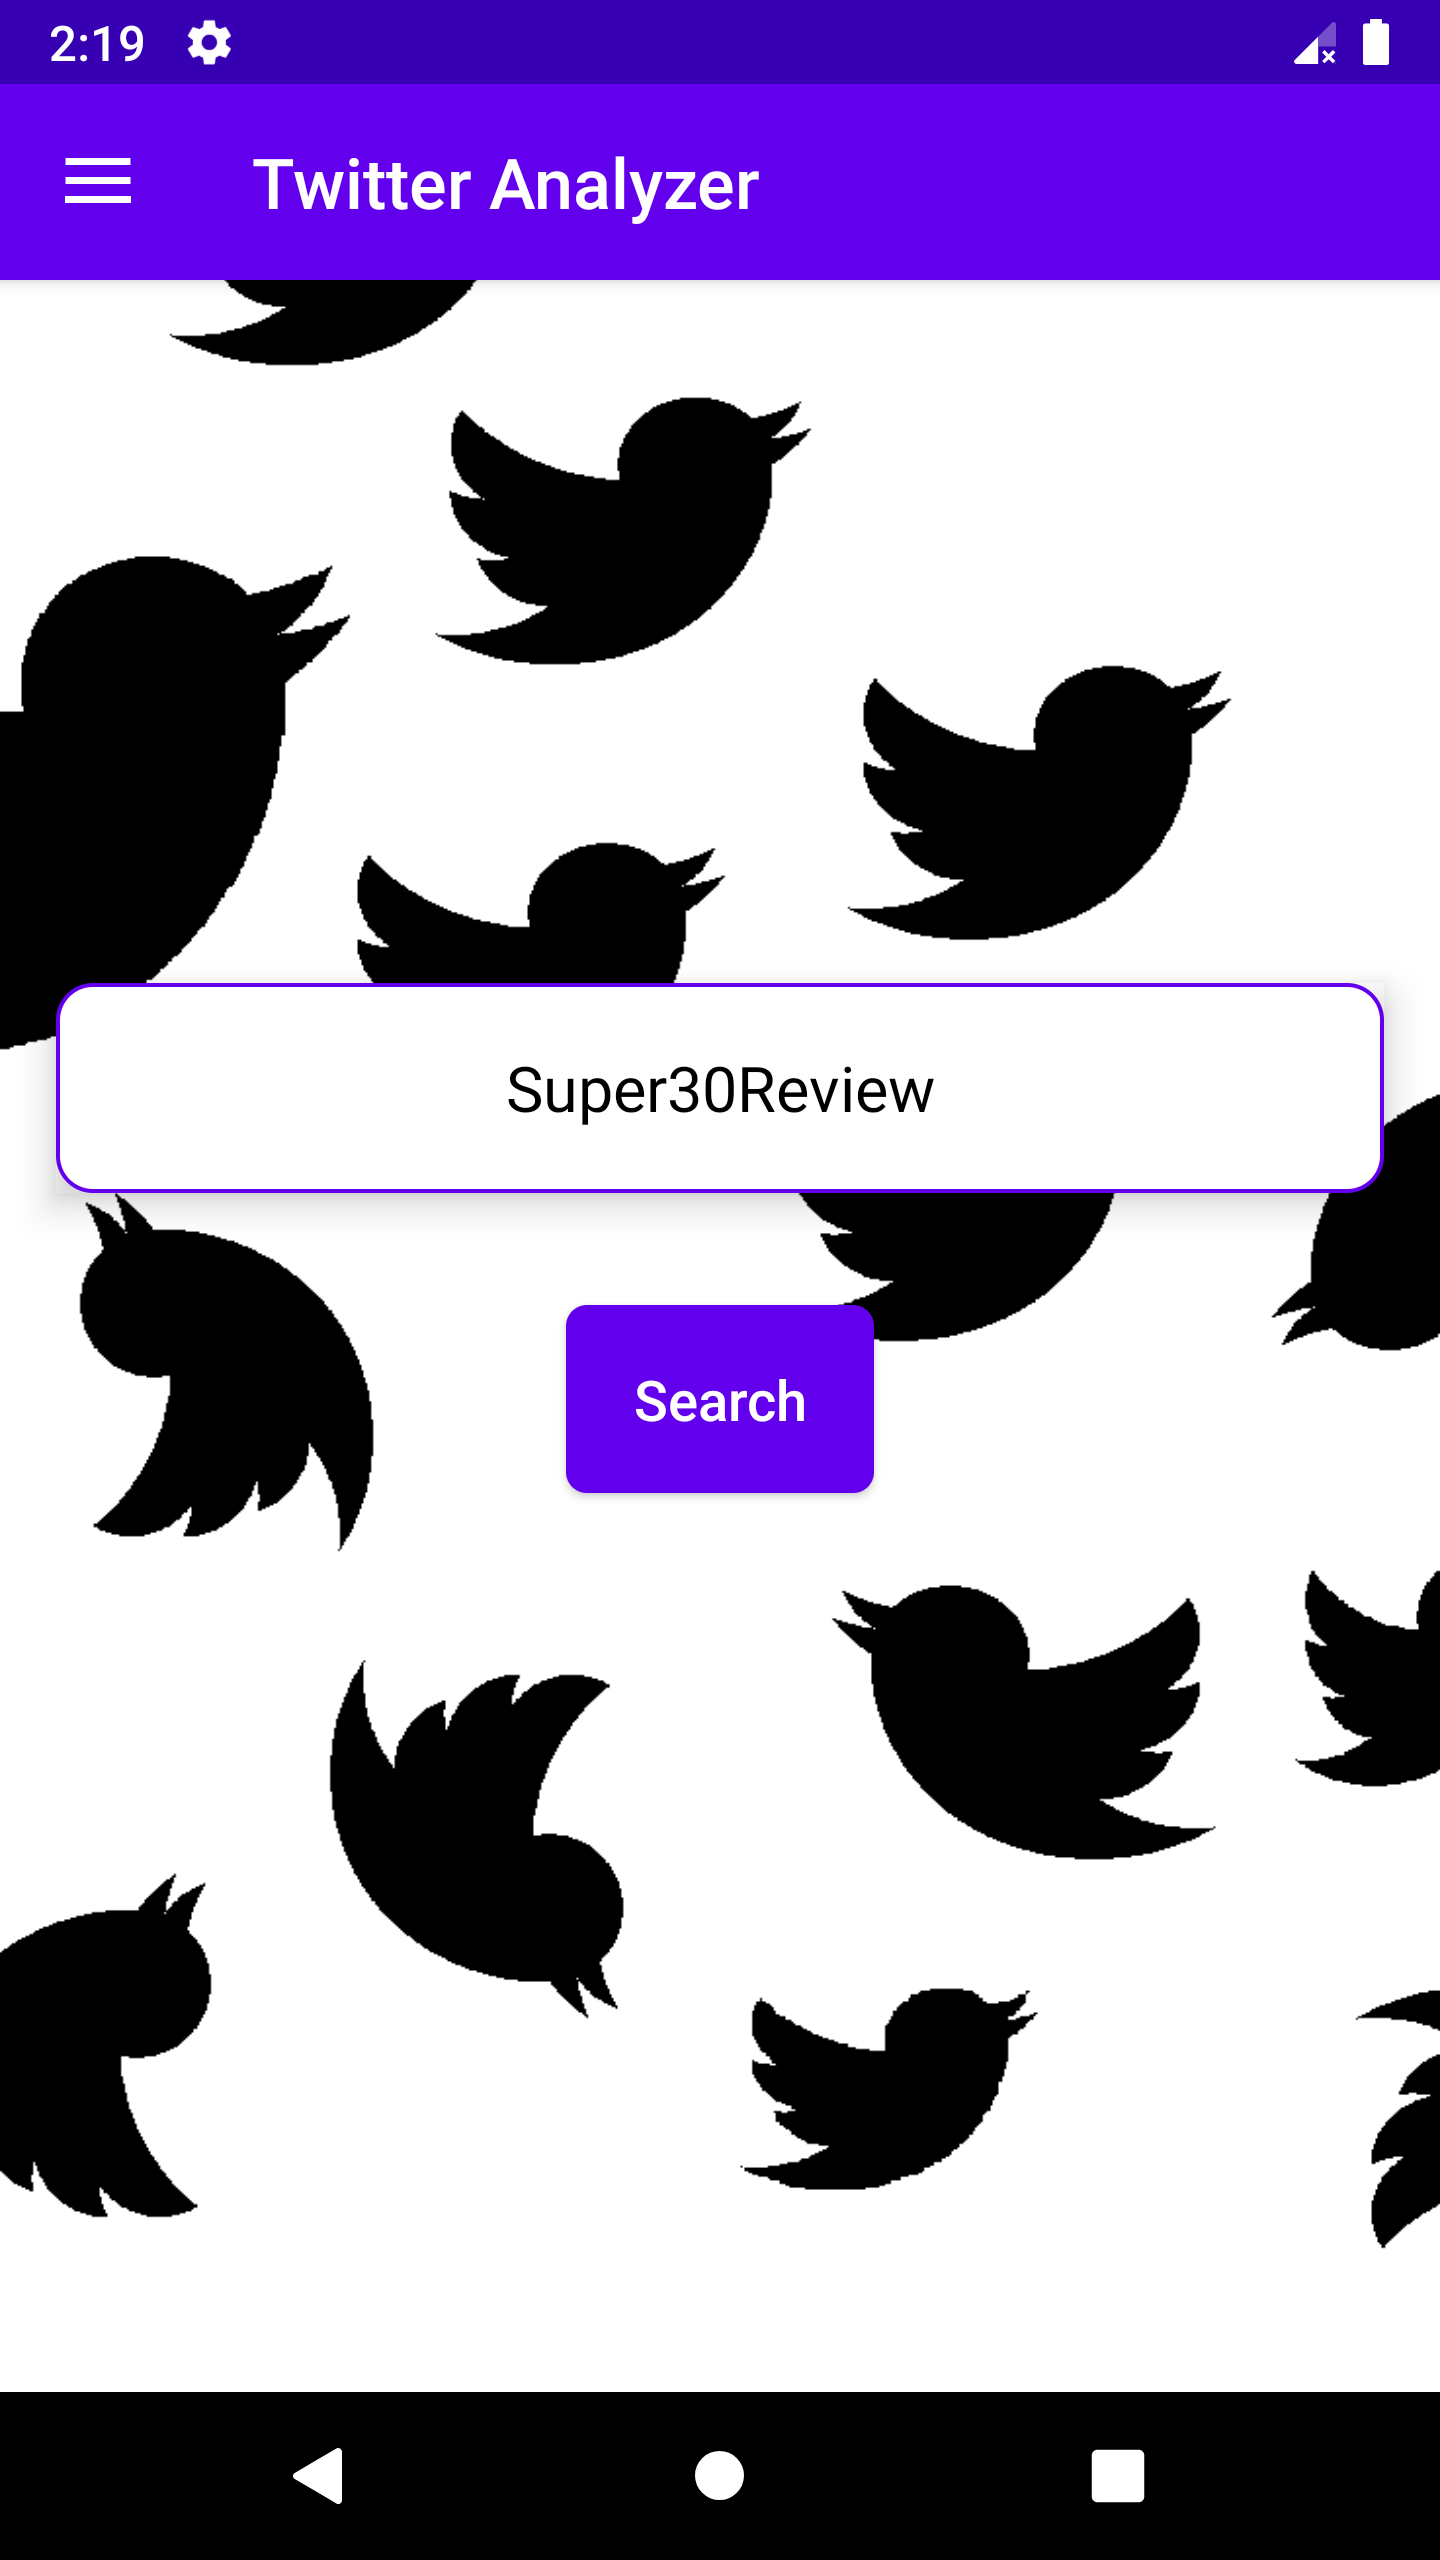 2:19
Twitter Analyzer
Super30Review
Search